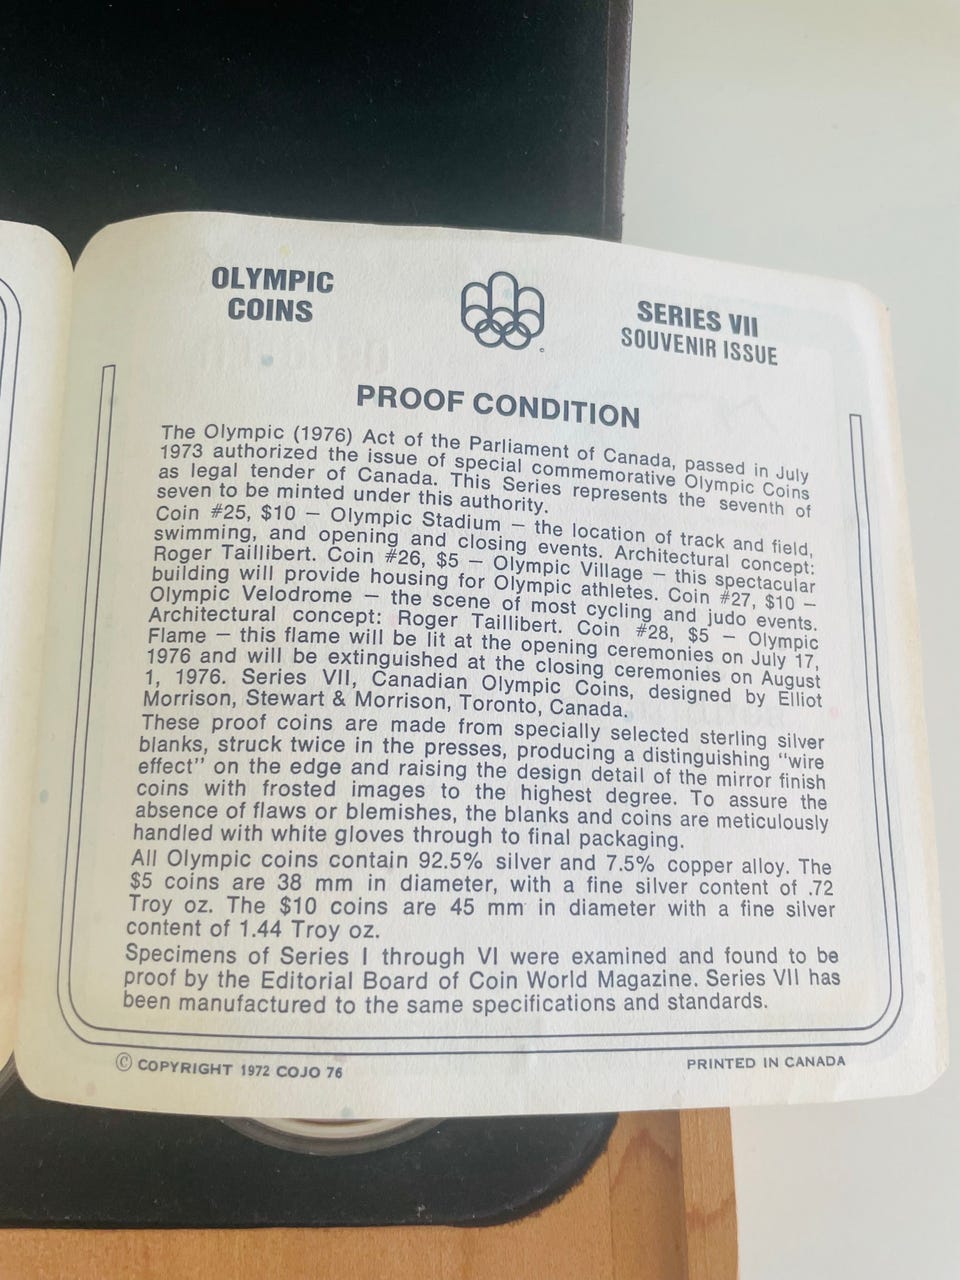 OLYMPIC
COINS
SERIES VII
SOUVENIR ISSUE
PROOF CONDITION
The Olympic (1976) Act of the Parliament of Canada, passed in July
1973 authorized the issue of special commemorative Olympic Coins
as legal tender of Canada. This Series represents the seventh of
seven to be minted under this authority.
Coin #25, $10 — Olympic Stadium — the location of track and field,
swimming, and opening and closing events. Architectural concept:
Roger Taillibert. Coin #26, $5 — Olympic Village — this spectacular
building will provide housing for Olympic athletes. Coin #27, $10 —
Olympic Velodrome — the scene of most cycling and judo events.
Architectural concept: Roger Taillibert. Coin #28, $5 — Olympic
Flame — this flame will be lit at the opening ceremonies on July 17,
1976 and will be extinguished at the closing ceremonies on August
1, 1976. Series VII, Canadian Olympic Coins, designed by Elliot
Morrison, Stewart & Morrison, Toronto, Canada.
These proof coins are made from specially selected sterling silver
blanks, struck twice in the presses, producing a distinguishing “wire
effect” on the edge and raising the design detail of the mirror finish
coins with frosted images to the highest degree. To assure the
absence of flaws or blemishes, the blanks and coins are meticulously
handled with white gloves through to final packaging.
All Olympic coins contain 92.5% silver and 7.5% copper alloy. The
$5 coins are 38 mm in diameter, with a fine silver content of .72
Troy oz. The $10 coins are 45 mm in diameter with a fine silver
content of 1.44 Troy oz.
Specimens of Series I through VI were examined and found to be
proof by the Editorial Board of Coin World Magazine. Series VII has
been manufactured to the same specifications and standards.
© COPYRIGHT 1972 COJO 76
PRINTED IN CANADA